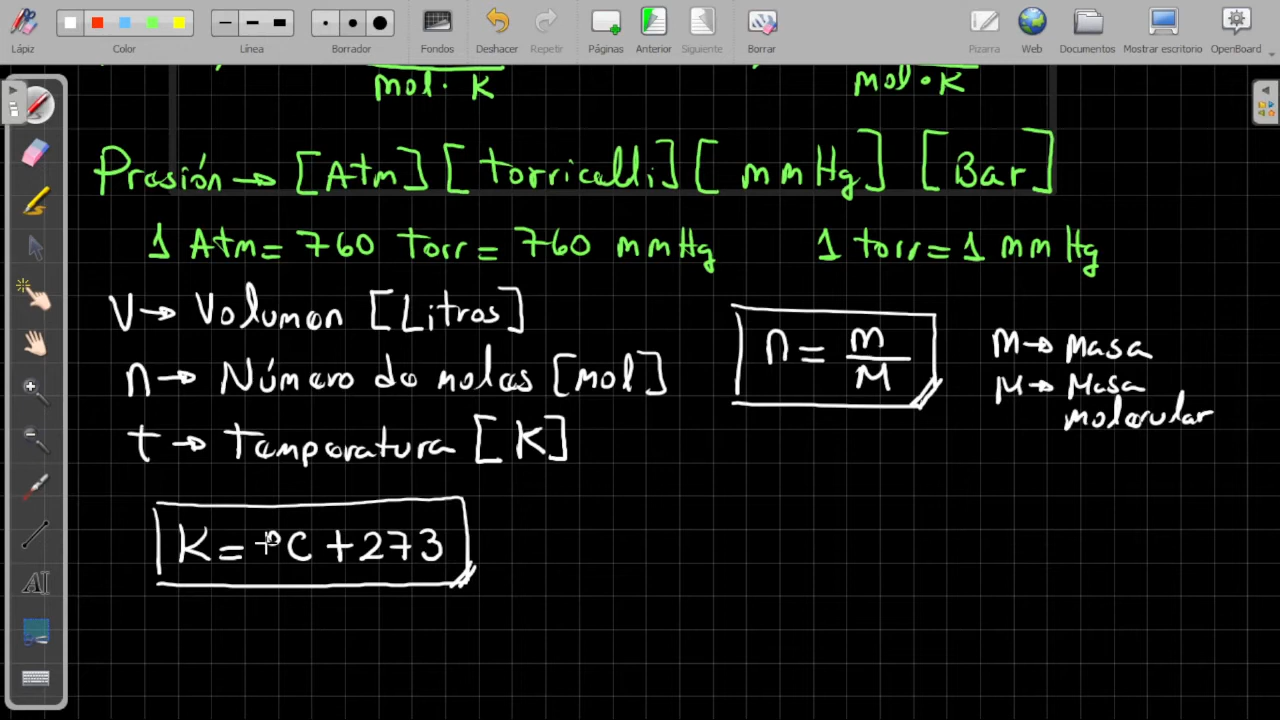 Lápiz Color Línea Borrador Fondos Deshacer Repetir Páginas Anterior Siguiente Borrar Pizarra Web Documentos Mostrar escritorio OpenBoard
mol · K mol · K
Presión → [Atm] [torricelli] [mmHg] [Bar]
1 Atm = 760 Torr = 760 mmHg 1 torr = 1 mmHg
V → Volumen [Litros]
n → Número de moles [mol]
t → Temperatura [K]
n = m / M
m → Masa
M → Masa
molecular
K = °C + 273